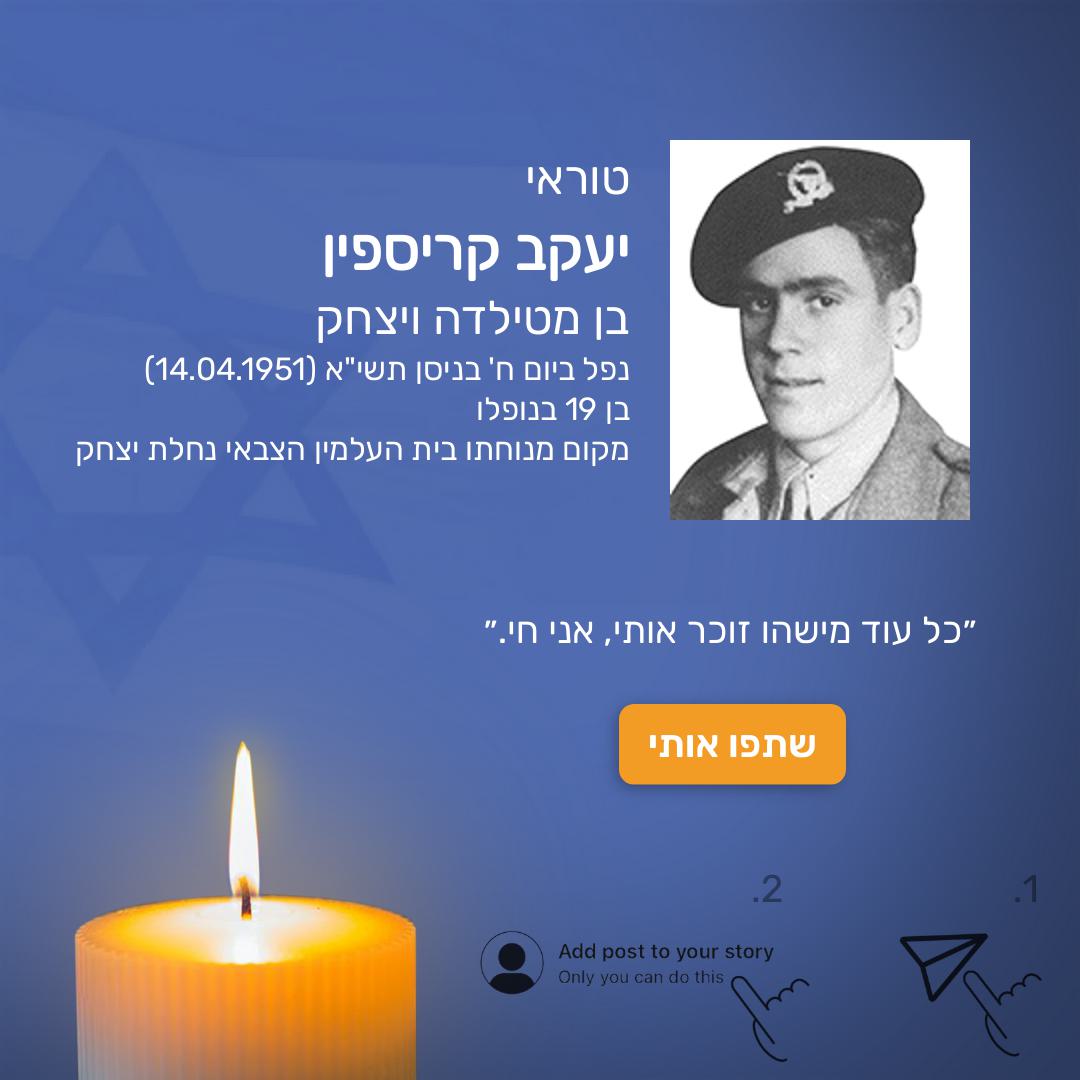 טוראי
יעקב קריספין
בן מטילדה ויצחק
נפל ביום ח' בניסן תשי"א (14.04.1951)
בן 19 בנופלו
מקום מנוחתו בית העלמין הצבאי נחלת יצחק
״כל עוד מישהו זוכר אותי, אני חי.״
שתפו אותי
1.
2.
Add post to your story
Only you can do this